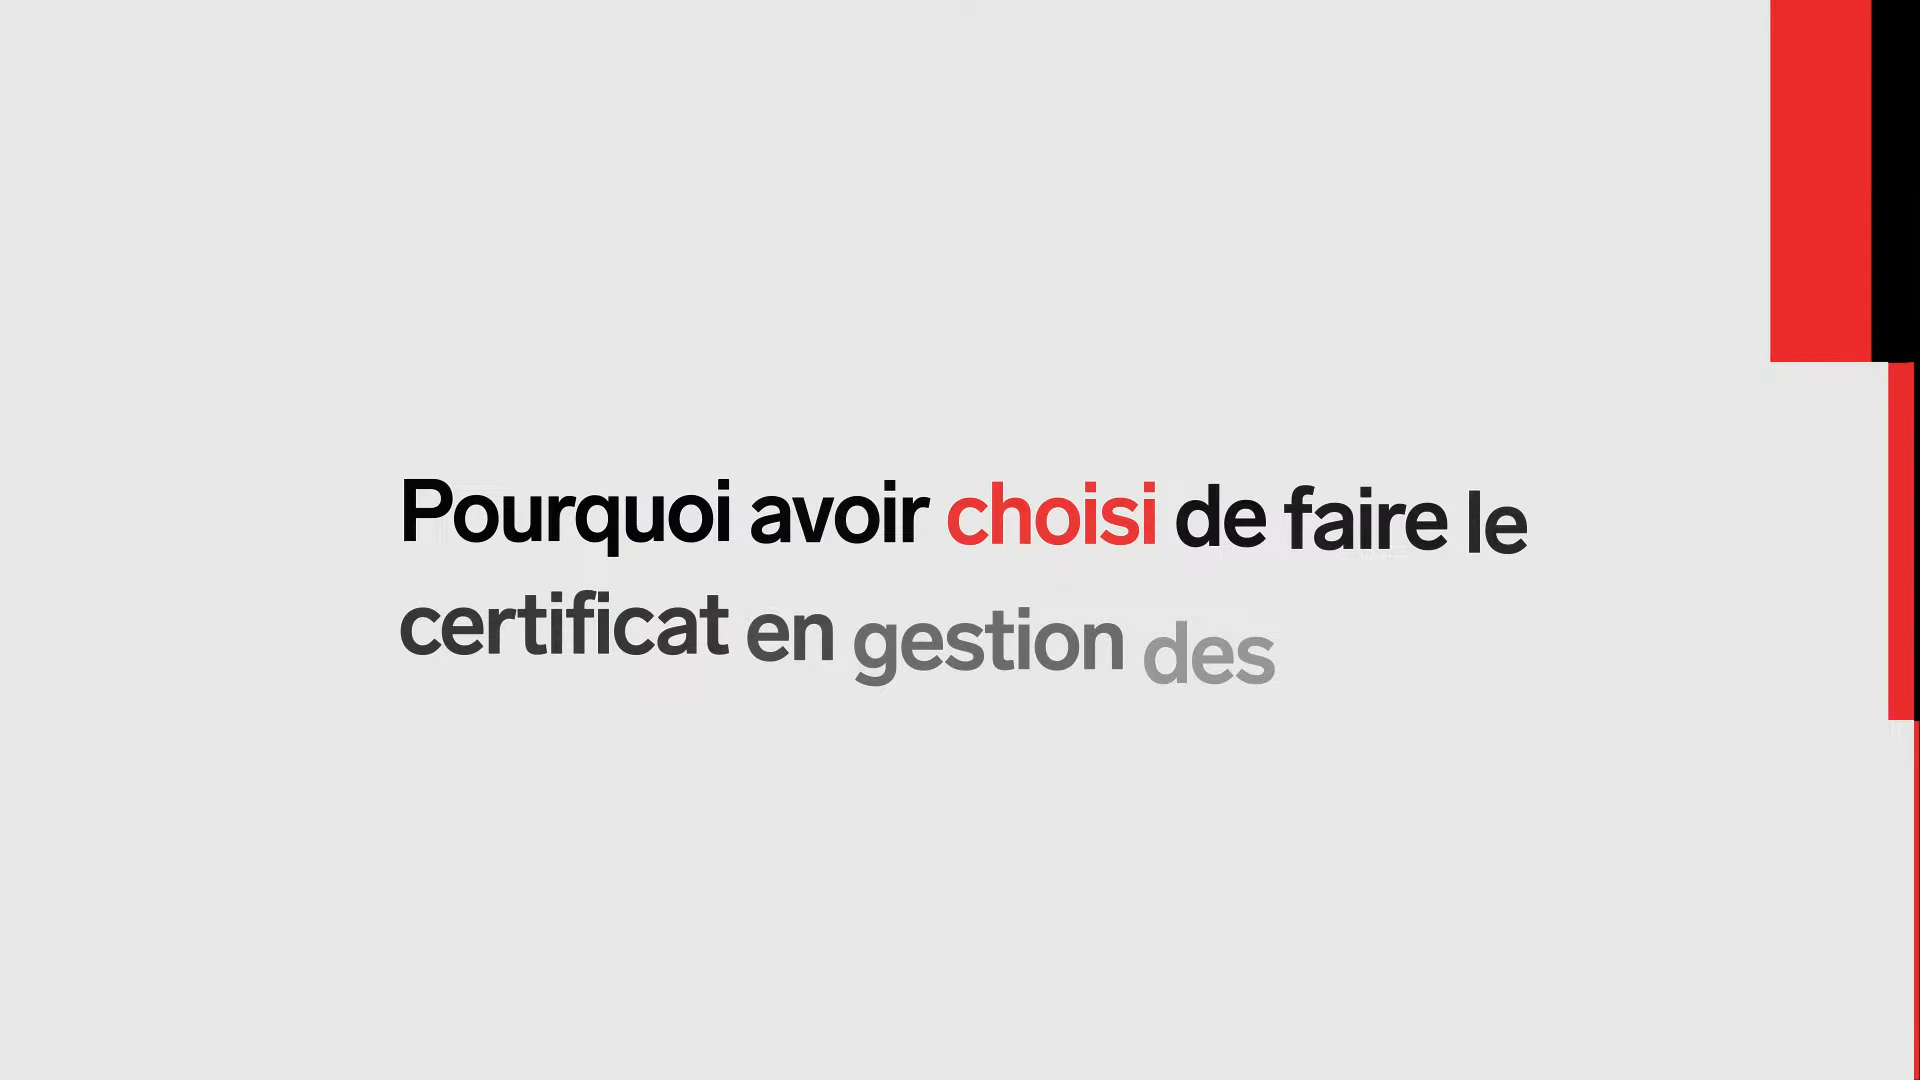 Pourquoi avoir choisi de faire le
certificat en gestion des